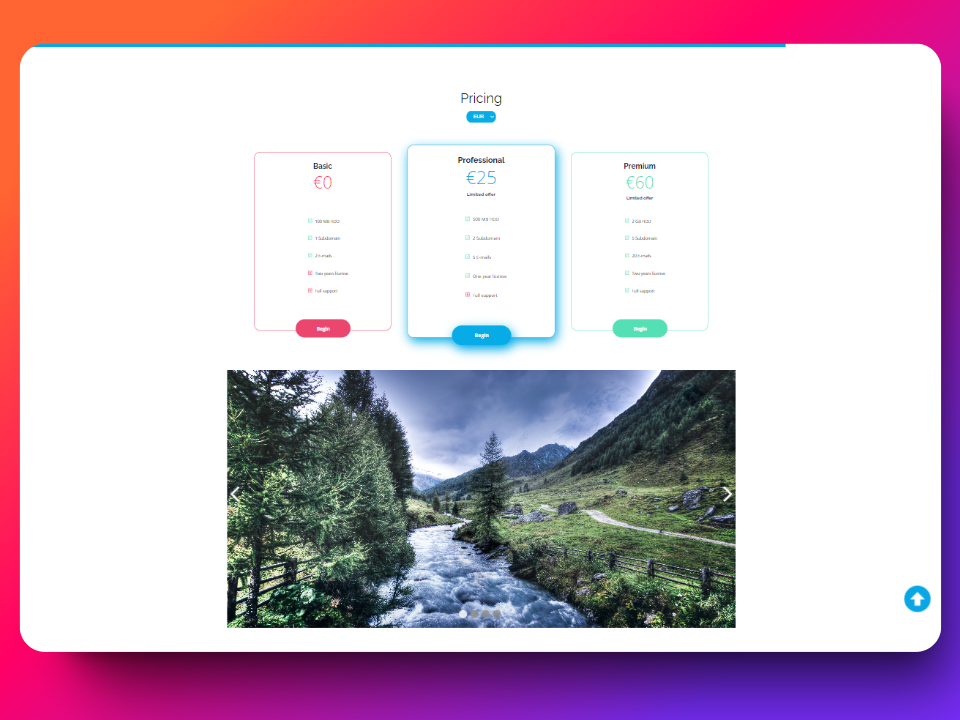 Pricing
EUR
Basic
€0
100 MB HDD
1 Subdomain
2 E-mails
Two years license
Full support
Begin
Professional
€25
Limited offer
500 MB HDD
2 Subdomain
5 E-mails
One year license
Full support
Begin
Premium
€60
Limited offer
2 GB HDD
5 Subdomain
20 E-mails
Two years license
Full support
Begin